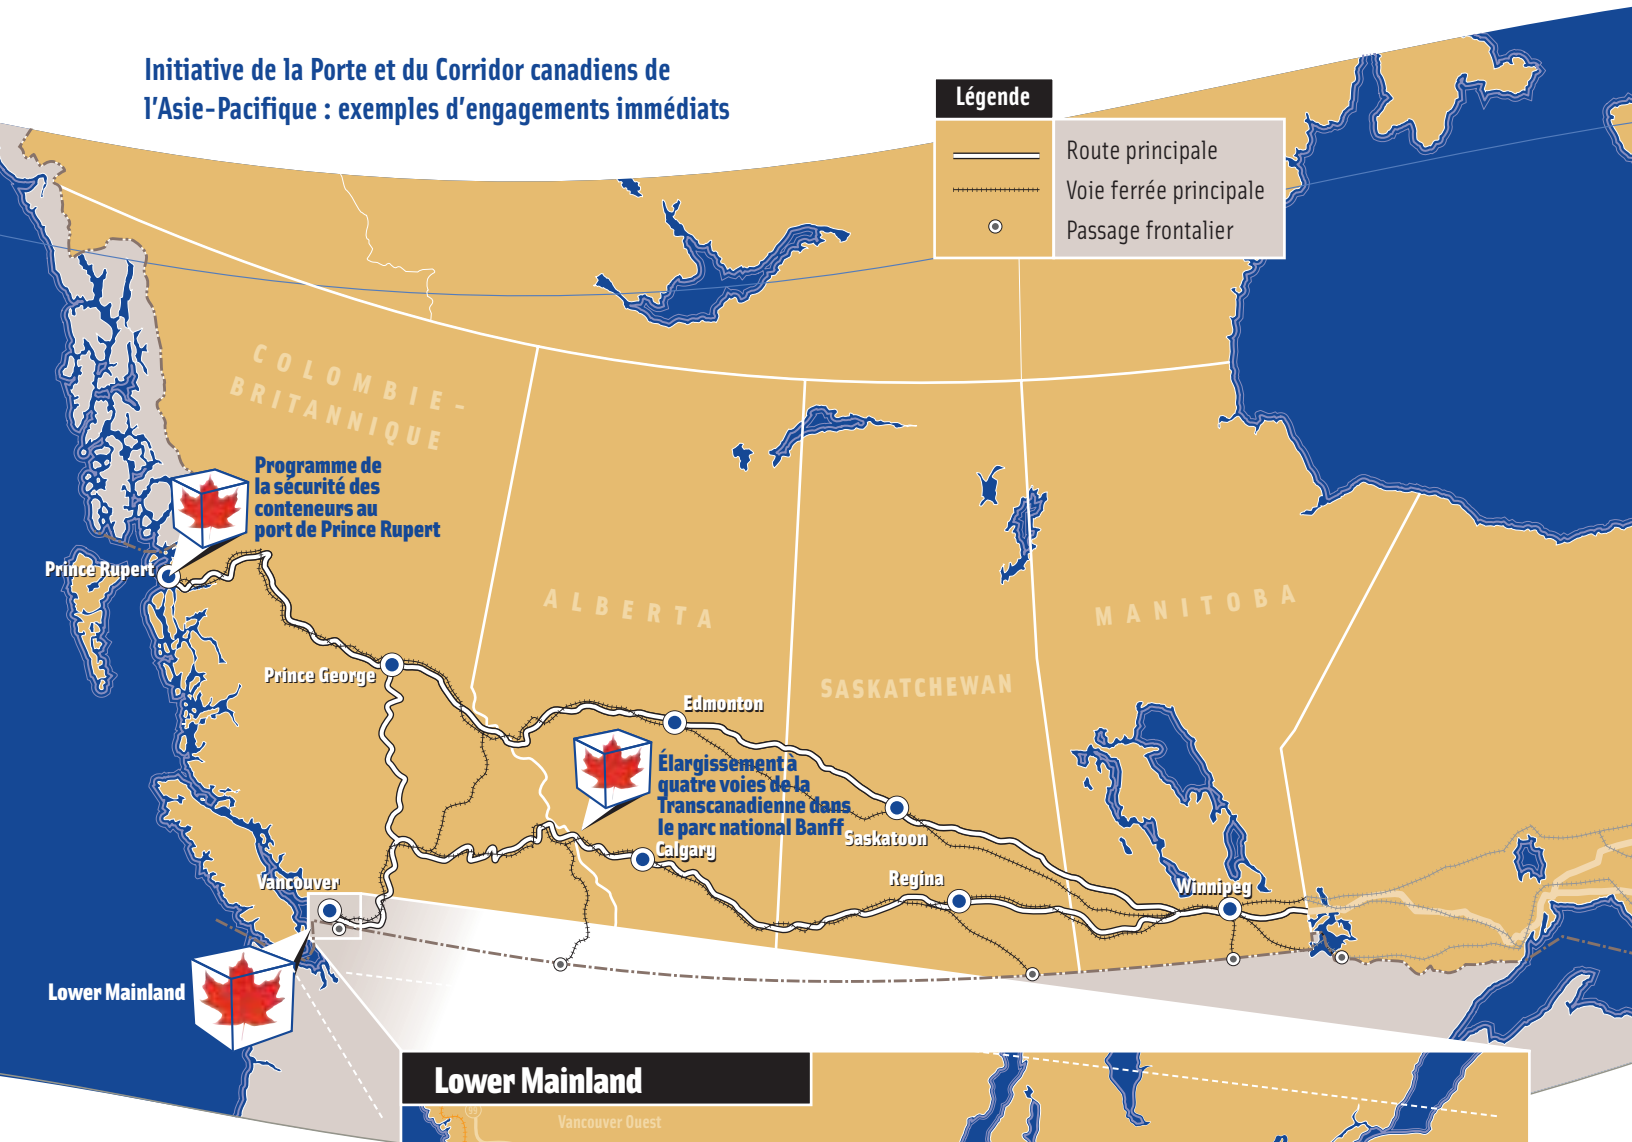 Initiative de la Porte et du Corridor canadiens de
l'Asie-Pacifique : exemples d'engagements immédiats
Légende
Route principale
Voie ferrée principale
Passage frontalier
COLOMBIE-
BRITANNIQUE
Programme de
la sécurité des
conteneurs au
port de Prince Rupert
Prince Rupert
ALBERTA
MANITOBA
Prince George
SASKATCHEWAN
Edmonton
Élargissement à
quatre voies de la
Transcanadienne dans
le parc national Banff
Saskatoon
Calgary
Vancouver
Regina
Winnipeg
Lower Mainland
Lower Mainland
99
Vancouver Ouest